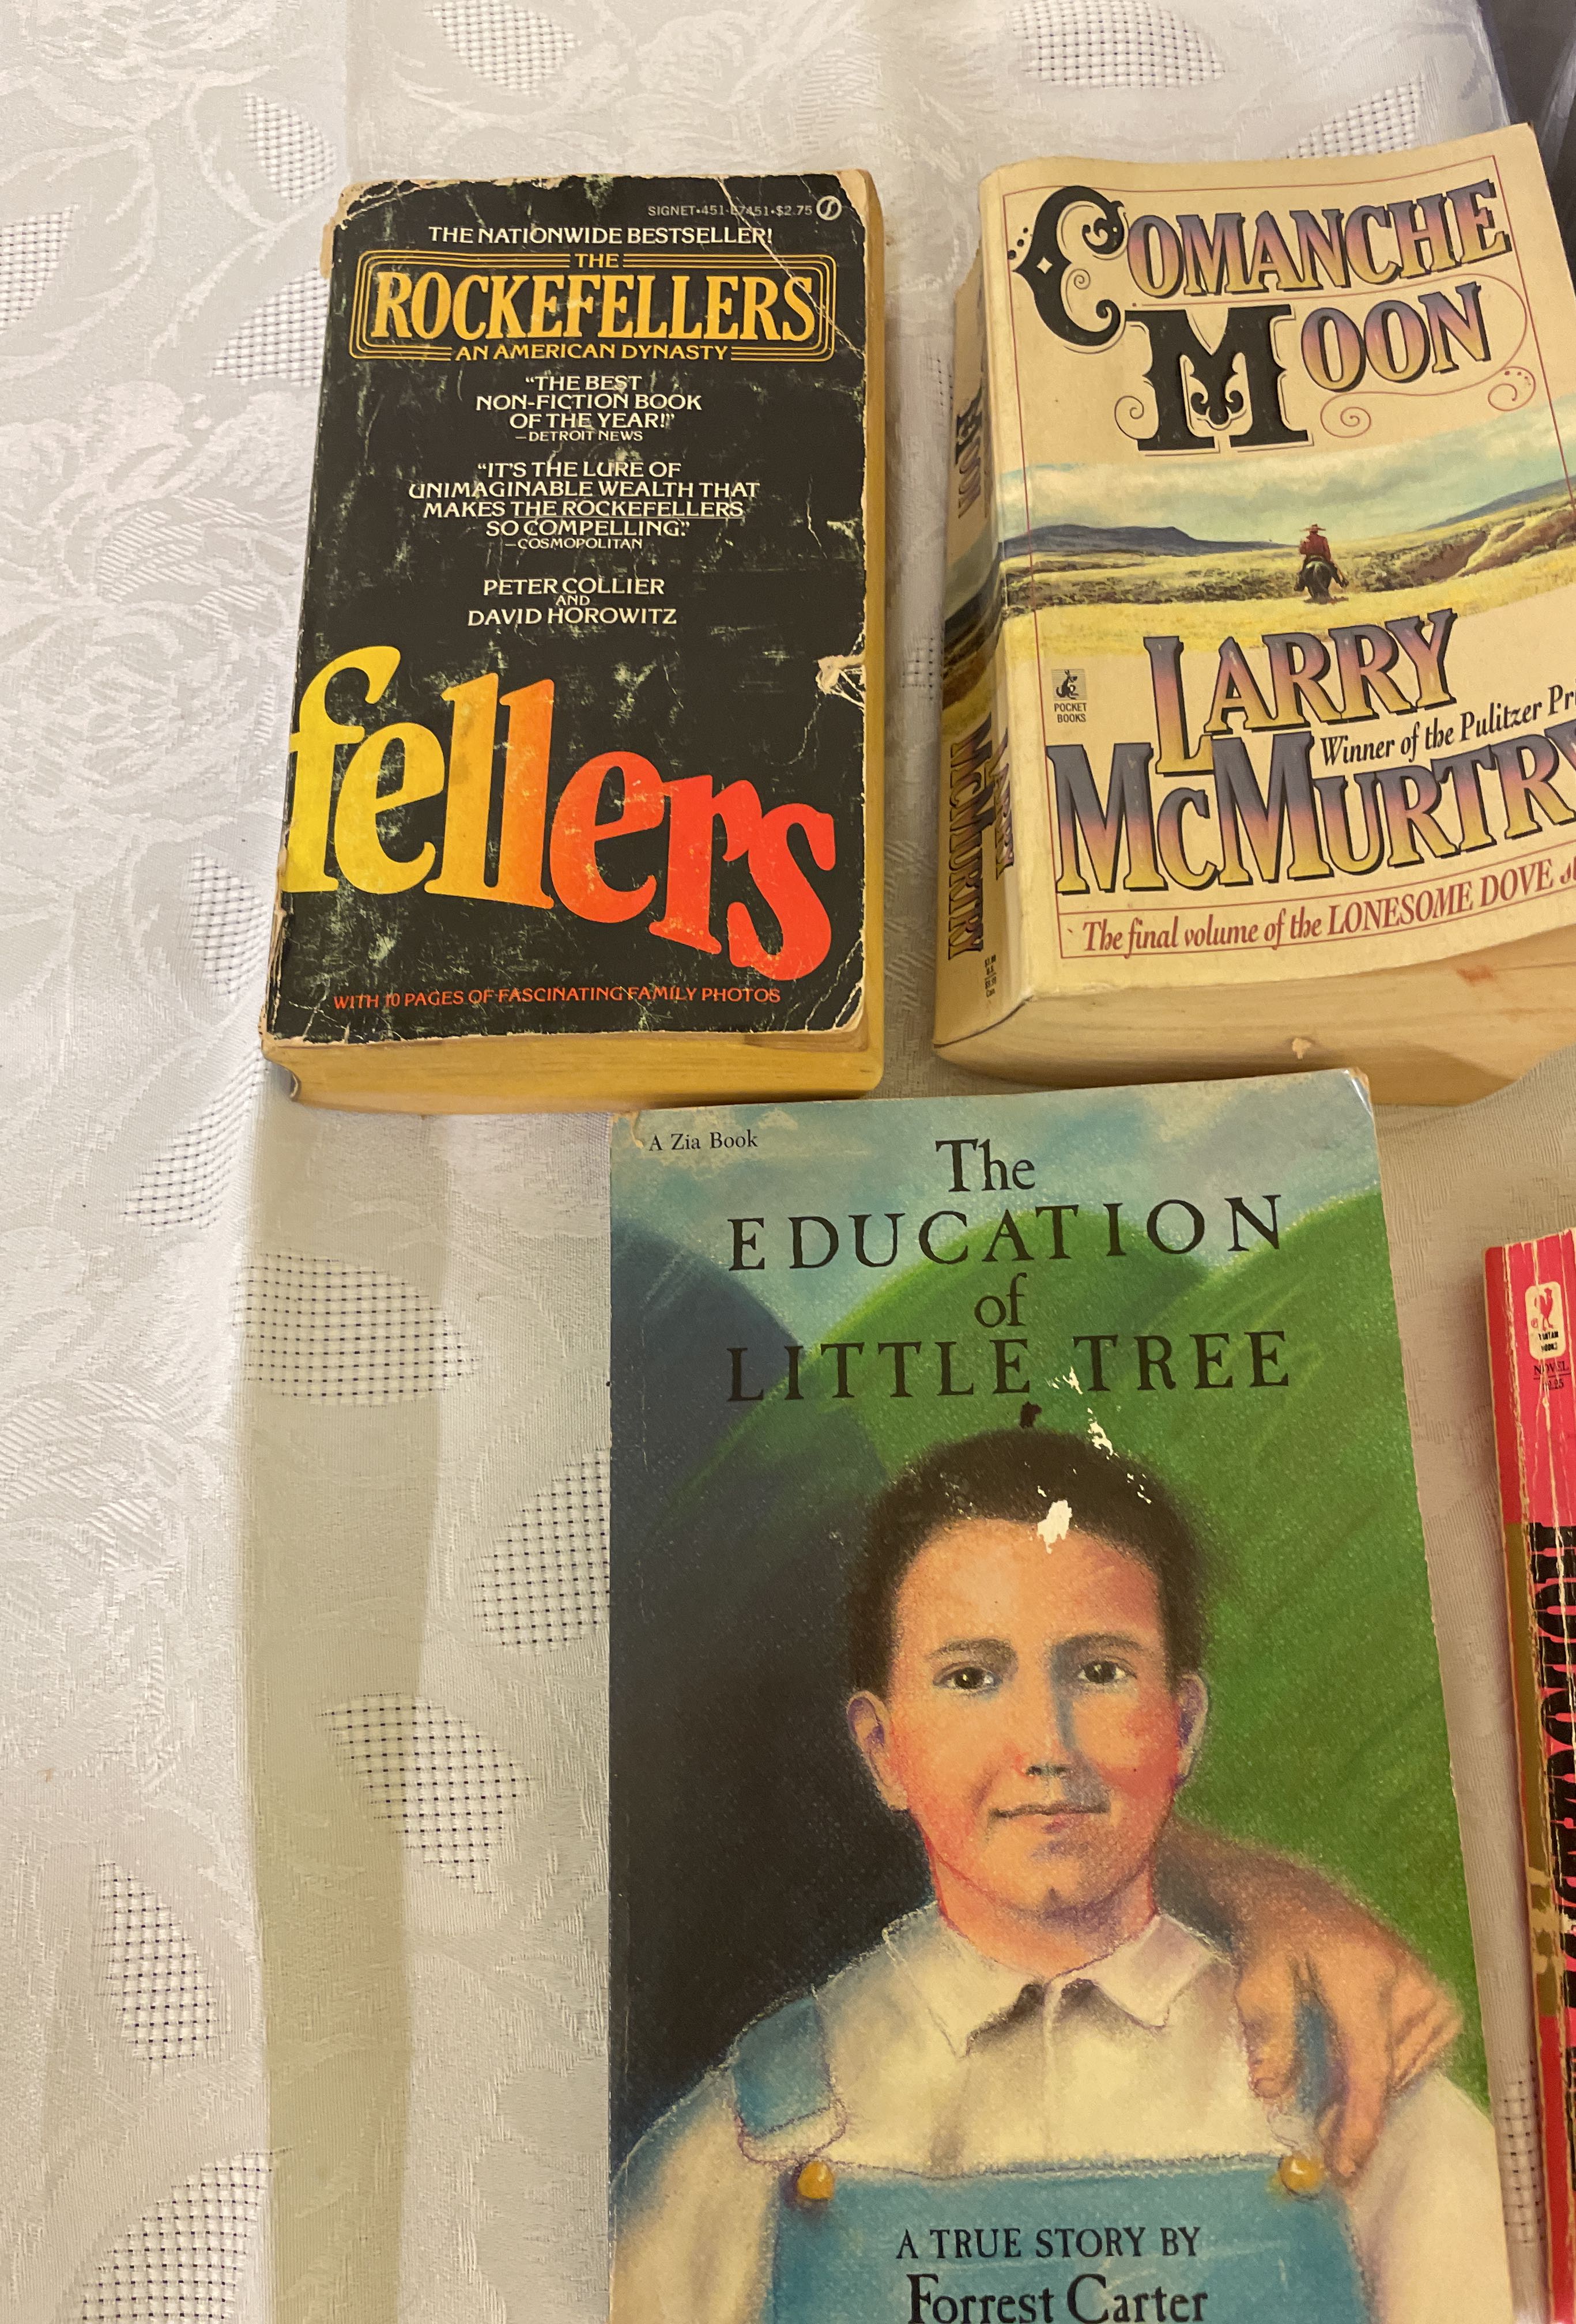 SIGNET•451-E7451•$2.75
THE NATIONWIDE BESTSELLER!
THE
ROCKEFELLERS
AN AMERICAN DYNASTY
“THE BEST
NON-FICTION BOOK
OF THE YEAR!”
—DETROIT NEWS
“IT'S THE LURE OF
UNIMAGINABLE WEALTH THAT
MAKES THE ROCKEFELLERS
SO COMPELLING.”
—COSMOPOLITAN
PETER COLLIER
AND
DAVID HOROWITZ
fellers
WITH 10 PAGES OF FASCINATING FAMILY PHOTOS
COMANCHE
MOON
LARRY
Winner of the Pulitzer
McMURTRY
POCKET
BOOKS
The final volume of the LONESOME DOVE
MOON
LARRY
McMURTRY
A Zia Book
The
EDUCATION
of
LITTLE TREE
A TRUE STORY BY
Forrest Carter
NOVEL